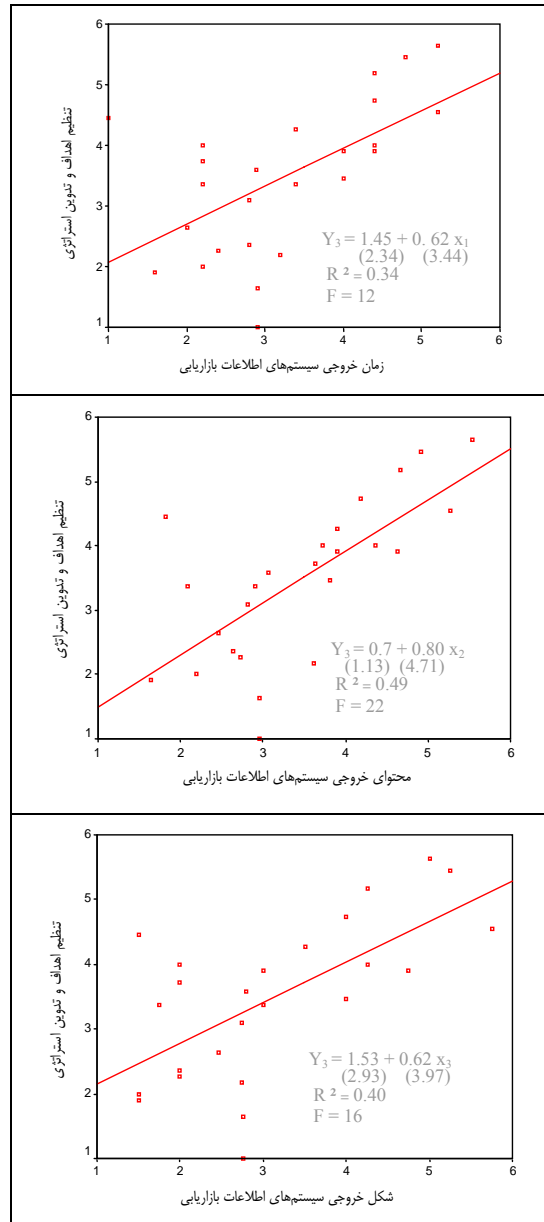 6
5
4
3
2
1
تنظیم اهداف و تدوین استراتژی
Y₃ = 1.45 + 0. 62 x₁
(2.34) (3.44)
R ² = 0.34
F = 12
1 2 3 4 5 6
زمان خروجی سیستم‌های اطلاعات بازاریابی
6
5
4
3
2
1
تنظیم اهداف و تدوین استراتژی
Y₃ = 0.7 + 0.80 x₂
(1.13) (4.71)
R ² = 0.49
F = 22
1 2 3 4 5 6
محتوای خروجی سیستم‌های اطلاعات بازاریابی
6
5
4
3
2
1
تنظیم اهداف و تدوین استراتژی
Y₃ = 1.53 + 0.62 x₃
(2.93) (3.97)
R ² = 0.40
F = 16
1 2 3 4 5 6
شکل خروجی سیستم‌های اطلاعات بازاریابی